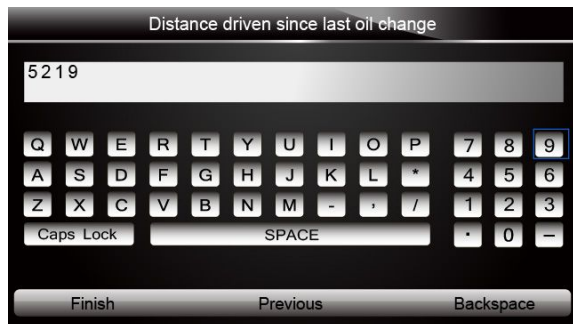 Distance driven since last oil change
5219
Q W E R T Y U I O P 7 8 9
A S D F G H J K L * 4 5 6
Z X C V B N M - , / 1 2 3
Caps Lock SPACE . 0 –
Finish Previous Backspace